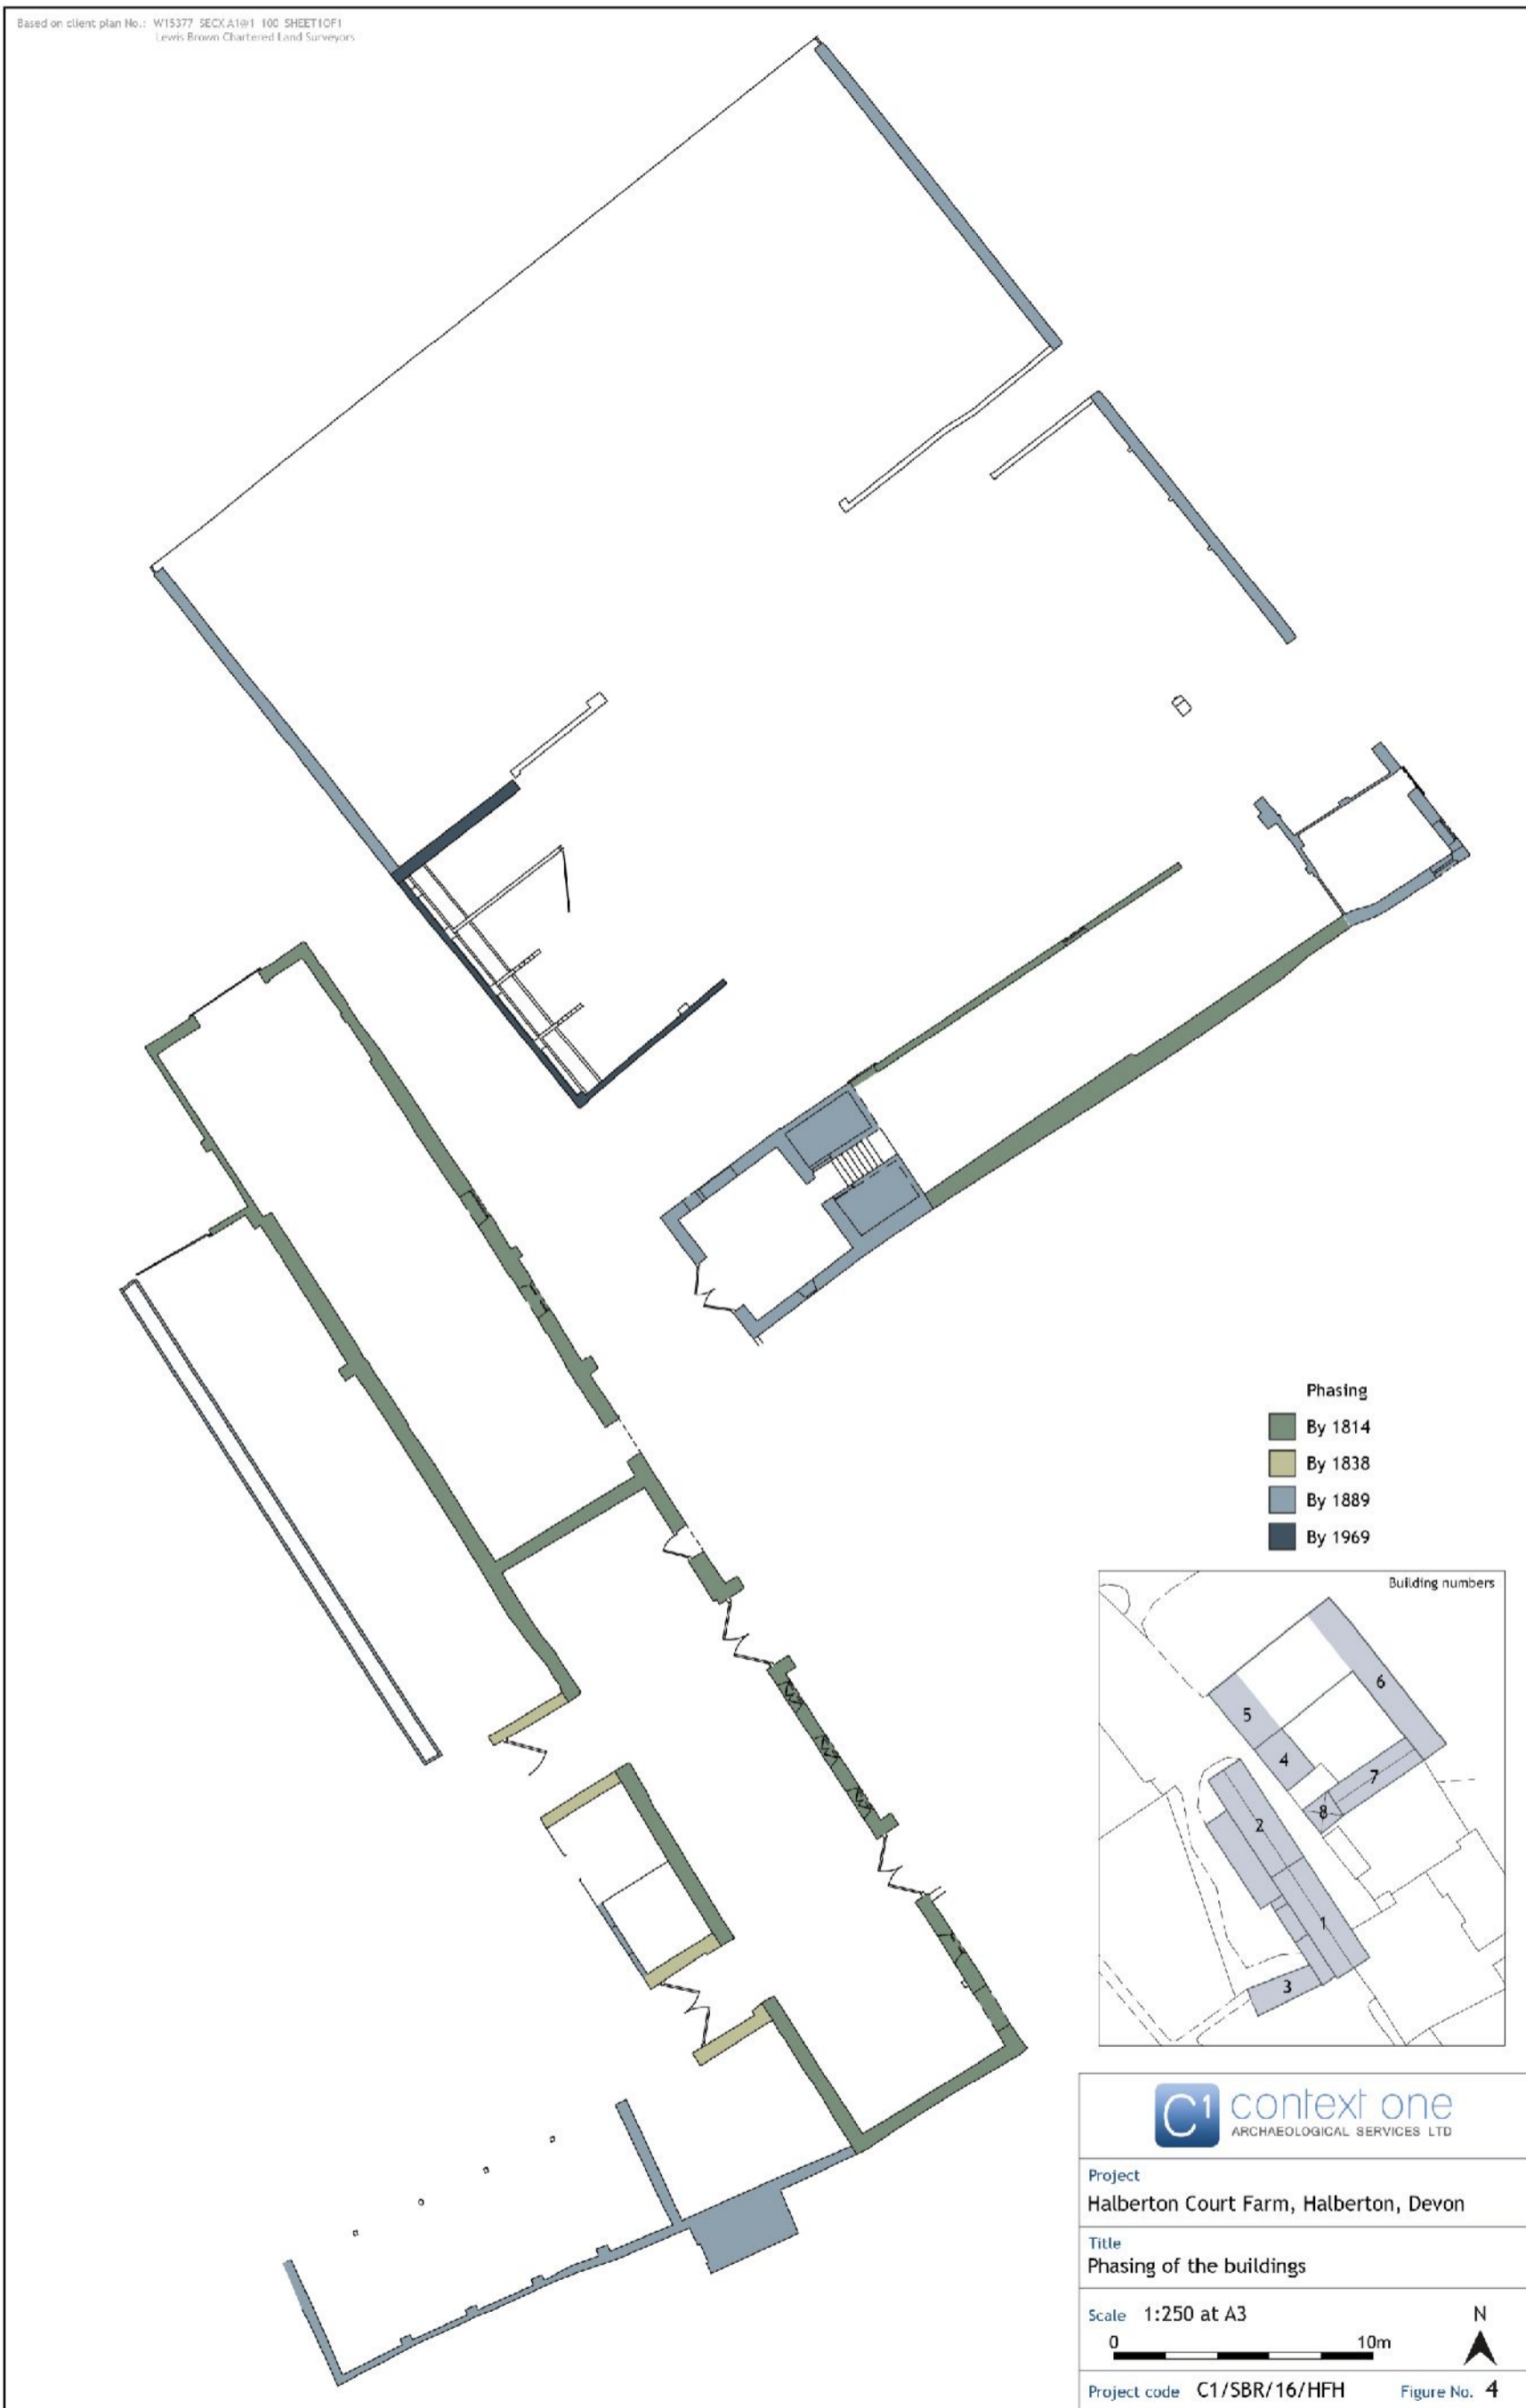 Based on client plan No.: W15377 SECX A1@1 100 SHEET1OF1
Lewis Brown Chartered Land Surveyors
Phasing
By 1814
By 1838
By 1889
By 1969
Building numbers
6
5
4
7
8
2
1
3
C1 context one
ARCHAEOLOGICAL SERVICES LTD
Project
Halberton Court Farm, Halberton, Devon
Title
Phasing of the buildings
Scale 1:250 at A3
N
0 10m
Project code C1/SBR/16/HFH Figure No. 4